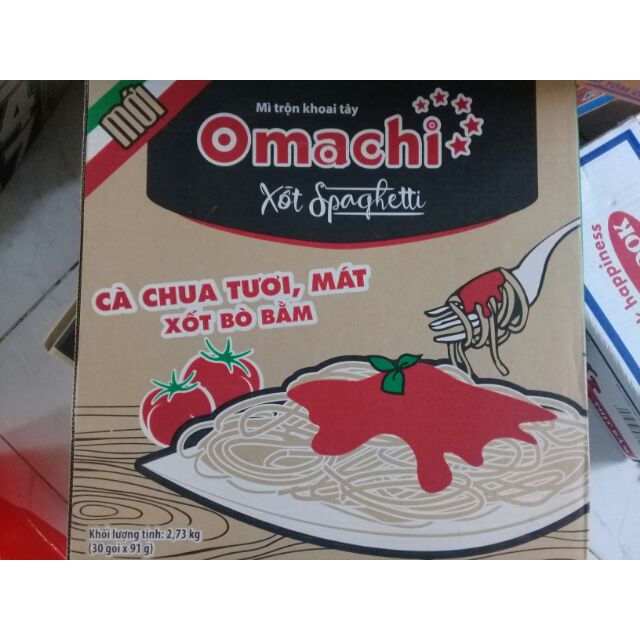 MỚI
Mì trộn khoai tây
Omachi
Xốt Spaghetti
CÀ CHUA TƯƠI, MÁT
XỐT BÒ BẰM
Khối lượng tịnh: 2,73 kg
(30 gói x 91 g)
happiness